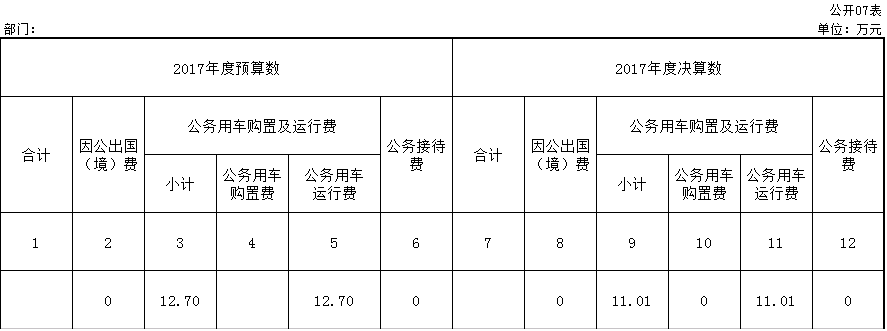 公开07表
部门： 单位：万元
2017年度预算数 2017年度决算数
合计 因公出国（境）费 公务用车购置及运行费 公务接待费 合计 因公出国（境）费 公务用车购置及运行费 公务接待费
小计 公务用车购置费 公务用车运行费 小计 公务用车购置费 公务用车运行费
1 2 3 4 5 6 7 8 9 10 11 12
0 12.70 12.70 0 0 11.01 0 11.01 0